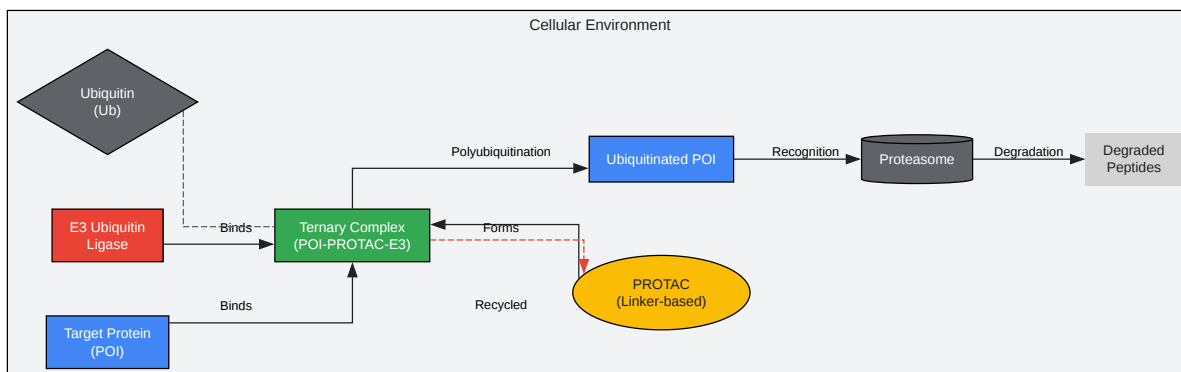 Cellular Environment
Ubiquitin
(Ub)
Polyubiquitination
Ubiquitinated POI
Recognition
Proteasome
Degradation
Degraded
Peptides
E3 Ubiquitin
Ligase
Binds
Ternary Complex
(POI-PROTAC-E3)
Forms
PROTAC
(Linker-based)
Binds
Recycled
Target Protein
(POI)